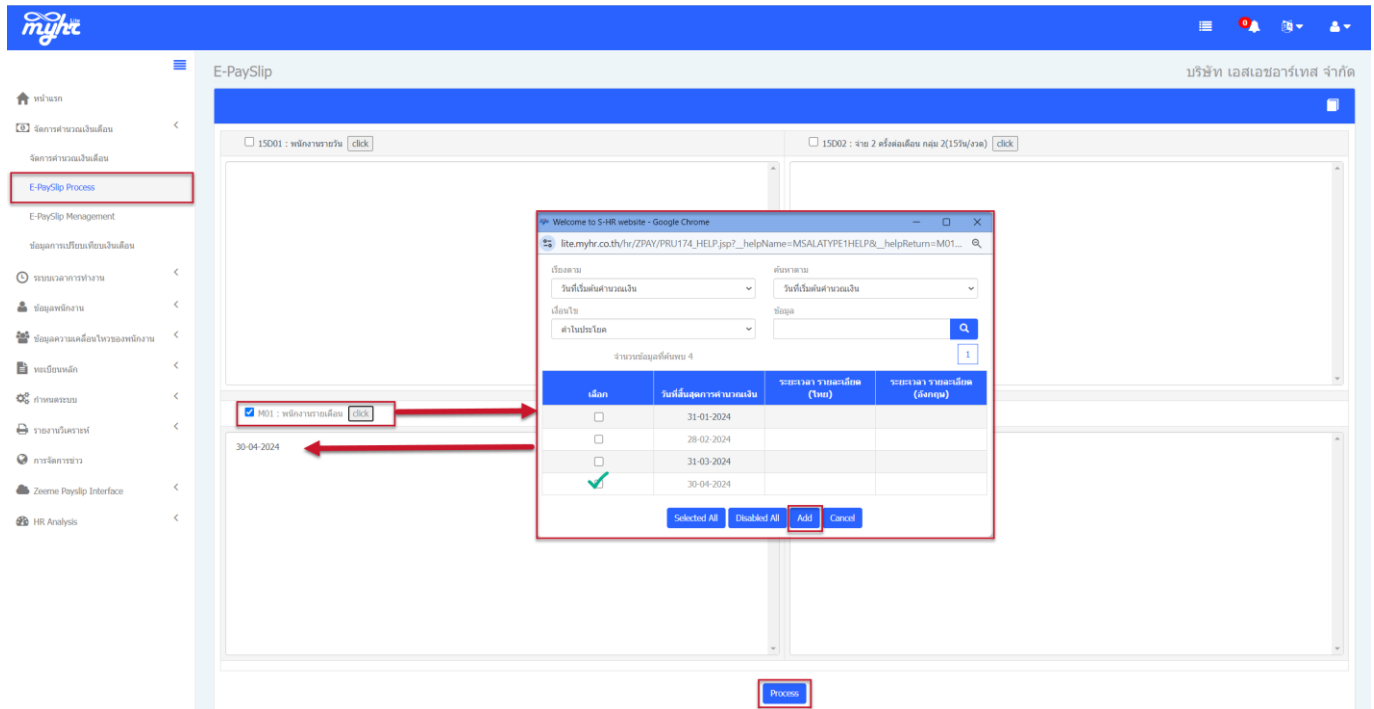 myhr lite
0
E-PaySlip
บริษัท เอสเอชอาร์เทส จำกัด
หน้าแรก
จัดการคำนวณเงินเดือน
จัดการคำนวณเงินเดือน
E-PaySlip Process
E-PaySlip Menagement
ข้อมูลการเปรียบเทียบเงินเดือน
ระบบเวลาการทำงาน
ข้อมูลพนักงาน
ข้อมูลความเคลื่อนไหวของพนักงาน
ทะเบียนหลัก
กำหนดระบบ
รายงานวิเคราะห์
การจัดการข่าว
Zeeme Payslip Interface
HR Analysis
15D01 : พนักงานรายวัน click
15D02 : จ่าย 2 ครั้งต่อเดือน กลุ่ม 2(15วัน/งวด) click
M01 : พนักงานรายเดือน click
30-04-2024
Welcome to S-HR website - Google Chrome
lite.myhr.co.th/hr/ZPAY/PRU174_HELP.jsp?_helpName=MSALATYPE1HELP&_helpReturn=M01...
เรียงตาม
ค้นหาตาม
วันที่เริ่มต้นคำนวณเงิน
วันที่เริ่มต้นคำนวณเงิน
เงื่อนไข
ข้อมูล
คำในประโยค
จำนวนข้อมูลที่ค้นพบ 4
1
เลือก
วันที่สิ้นสุดการคำนวณเงิน
ระยะเวลา รายละเอียด (ไทย)
ระยะเวลา รายละเอียด (อังกฤษ)
31-01-2024
28-02-2024
31-03-2024
30-04-2024
Selected All
Disabled All
Add
Cancel
Process